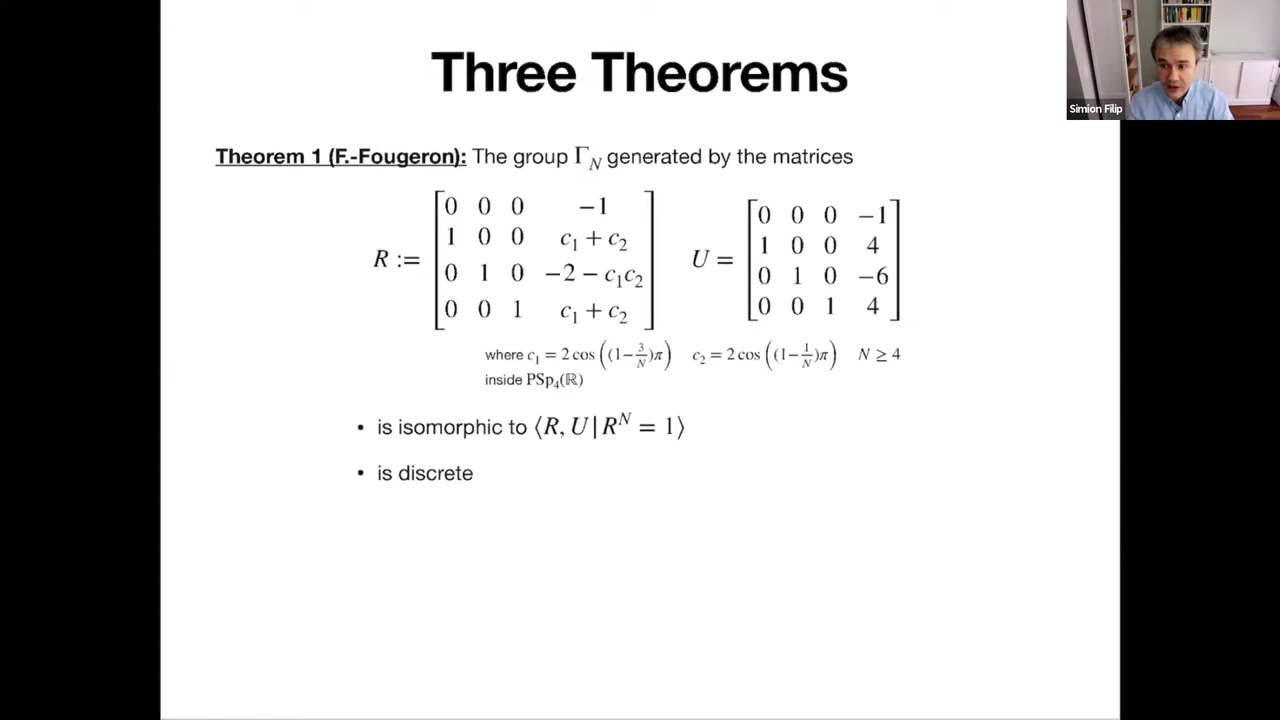 Three Theorems
Simion Filip
Theorem 1 (F.-Fougeron): The group Γ_N generated by the matrices
R := [0 0 0 −1
1 0 0 c₁ + c₂
0 1 0 −2 − c₁c₂
0 0 1 c₁ + c₂]
U = [0 0 0 −1
1 0 0 4
0 1 0 −6
0 0 1 4]
where c₁ = 2 cos((1−3/N)π) c₂ = 2 cos((1−1/N)π) N ≥ 4
inside PSp₄(ℝ)
• is isomorphic to ⟨R, U | R^N = 1⟩
• is discrete